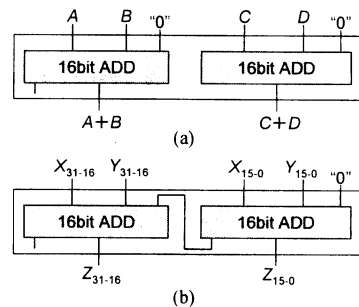 A B “0” C D “0”
16bit ADD 16bit ADD
A+B C+D
(a)
X31-16 Y31-16 X15-0 Y15-0 “0”
16bit ADD 16bit ADD
Z31-16 Z15-0
(b)